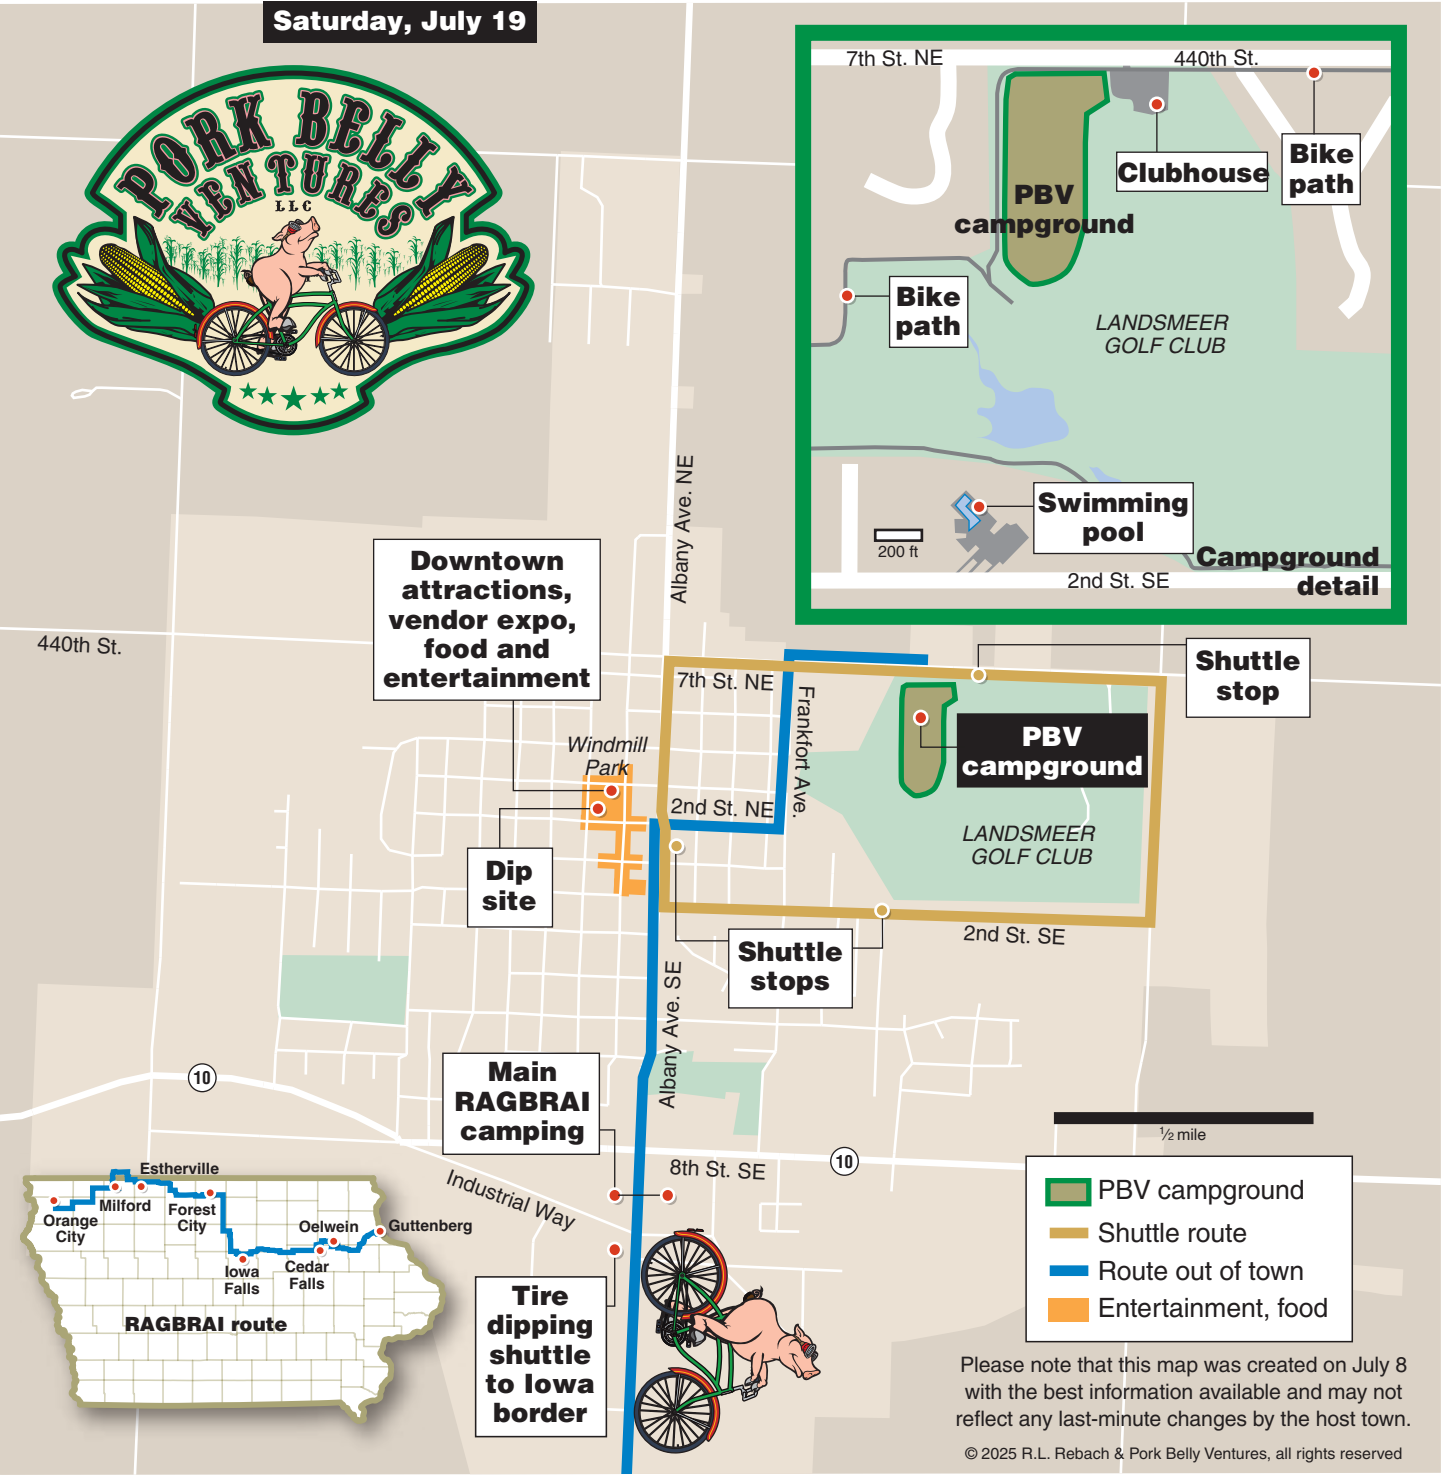 Saturday, July 19
PORK BELLY
VENTURES
LLC
7th St. NE
440th St.
PBV
campground
Clubhouse
Bike
path
Bike
path
LANDSMEER
GOLF CLUB
Swimming
pool
200 ft
2nd St. SE
Campground
detail
Albany Ave. NE
Downtown
attractions,
vendor expo,
food and
entertainment
440th St.
Shuttle
stop
7th St. NE
Frankfort Ave.
PBV
campground
Windmill
Park
2nd St. NE
LANDSMEER
GOLF CLUB
Dip
site
2nd St. SE
Shuttle
stops
Albany Ave. SE
10
Main
RAGBRAI
camping
10
8th St. SE
Industrial Way
Tire
dipping
shuttle
to Iowa
border
Orange
City
Milford
Estherville
Forest
City
Iowa
Falls
Cedar
Falls
Oelwein
Guttenberg
RAGBRAI route
½ mile
PBV campground
Shuttle route
Route out of town
Entertainment, food
Please note that this map was created on July 8
with the best information available and may not
reflect any last-minute changes by the host town.
© 2025 R.L. Rebach & Pork Belly Ventures, all rights reserved